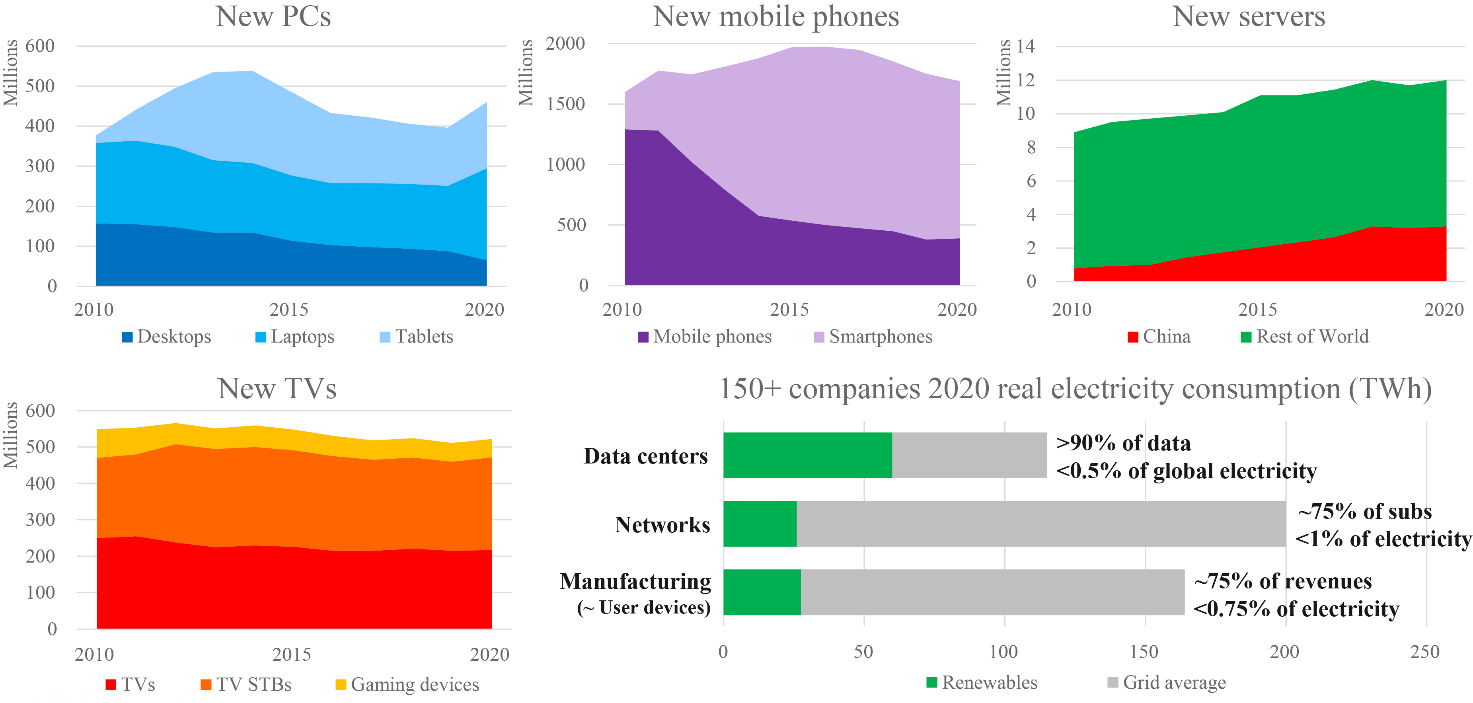 New PCs
Millions
600
500
400
300
200
100
0
2010
2015
2020
Desktops
Laptops
Tablets
New mobile phones
Millions
2000
1500
1000
500
0
2010
2015
2020
Mobile phones
Smartphones
New servers
Millions
14
12
10
8
6
4
2
0
2010
2015
2020
China
Rest of World
New TVs
Millions
600
500
400
300
200
100
0
2010
2015
2020
TVs
TV STBs
Gaming devices
150+ companies 2020 real electricity consumption (TWh)
Data centers
>90% of data
<0.5% of global electricity
Networks
~75% of subs
<1% of electricity
Manufacturing
(~ User devices)
~75% of revenues
<0.75% of electricity
0
50
100
150
200
250
Renewables
Grid average